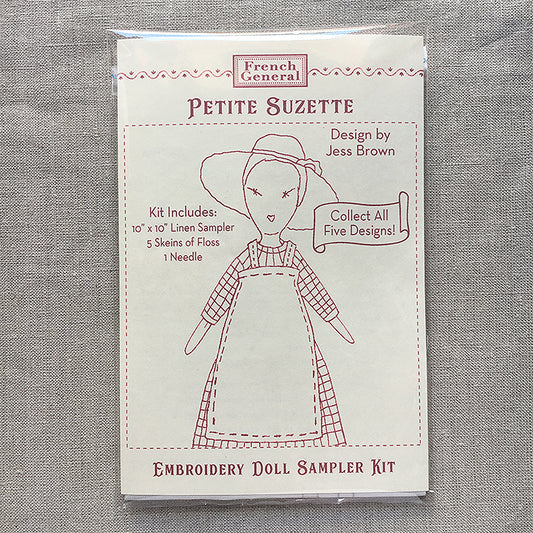 French
General
Petite Suzette
Design by
Jess Brown
Kit Includes:
10" x 10" Linen Sampler
5 Skeins of Floss
1 Needle
Collect All
Five Designs!
Embroidery Doll Sampler Kit